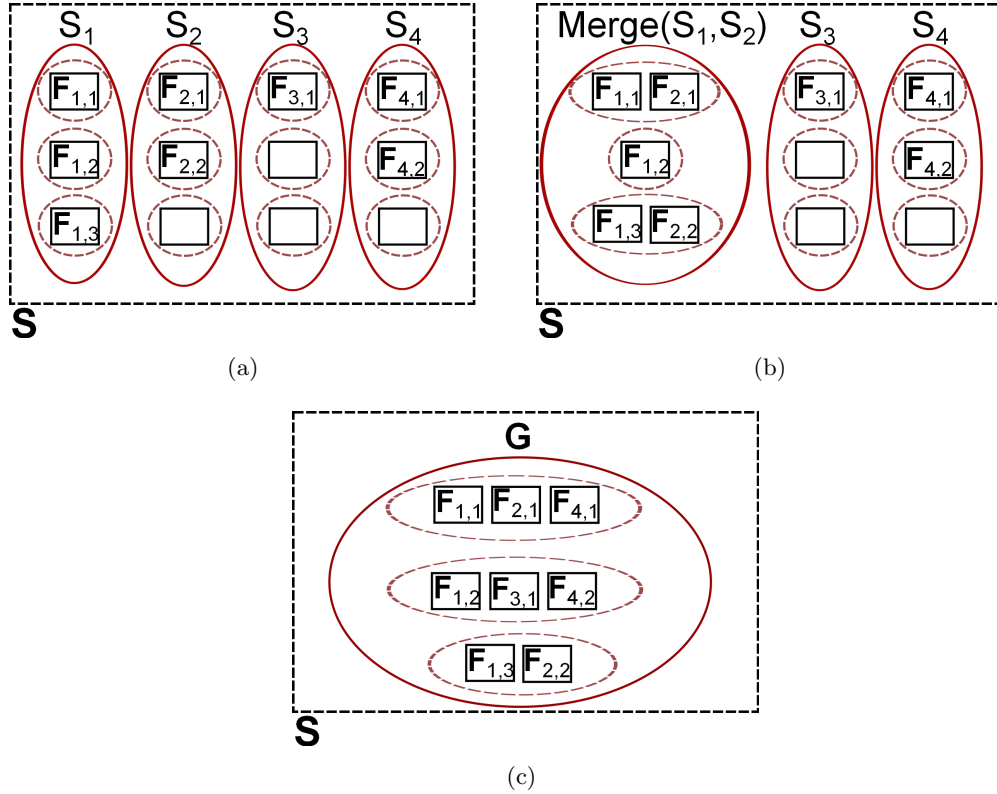 S1 S2 S3 S4
F1,1 F2,1 F3,1 F4,1
F1,2 F2,2 F4,2
F1,3
S
(a)
Merge(S1,S2) S3 S4
F1,1 F2,1 F3,1 F4,1
F1,2 F4,2
F1,3 F2,2
S
(b)
G
F1,1 F2,1 F4,1
F1,2 F3,1 F4,2
F1,3 F2,2
S
(c)